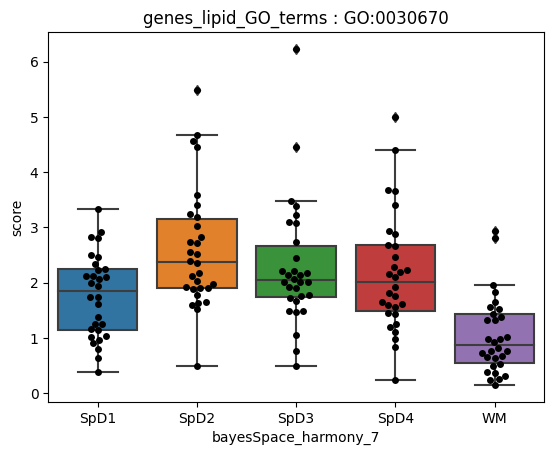 genes_lipid_GO_terms : GO:0030670
score
6
5
4
3
2
1
0
SpD1 SpD2 SpD3 SpD4 WM
bayesSpace_harmony_7